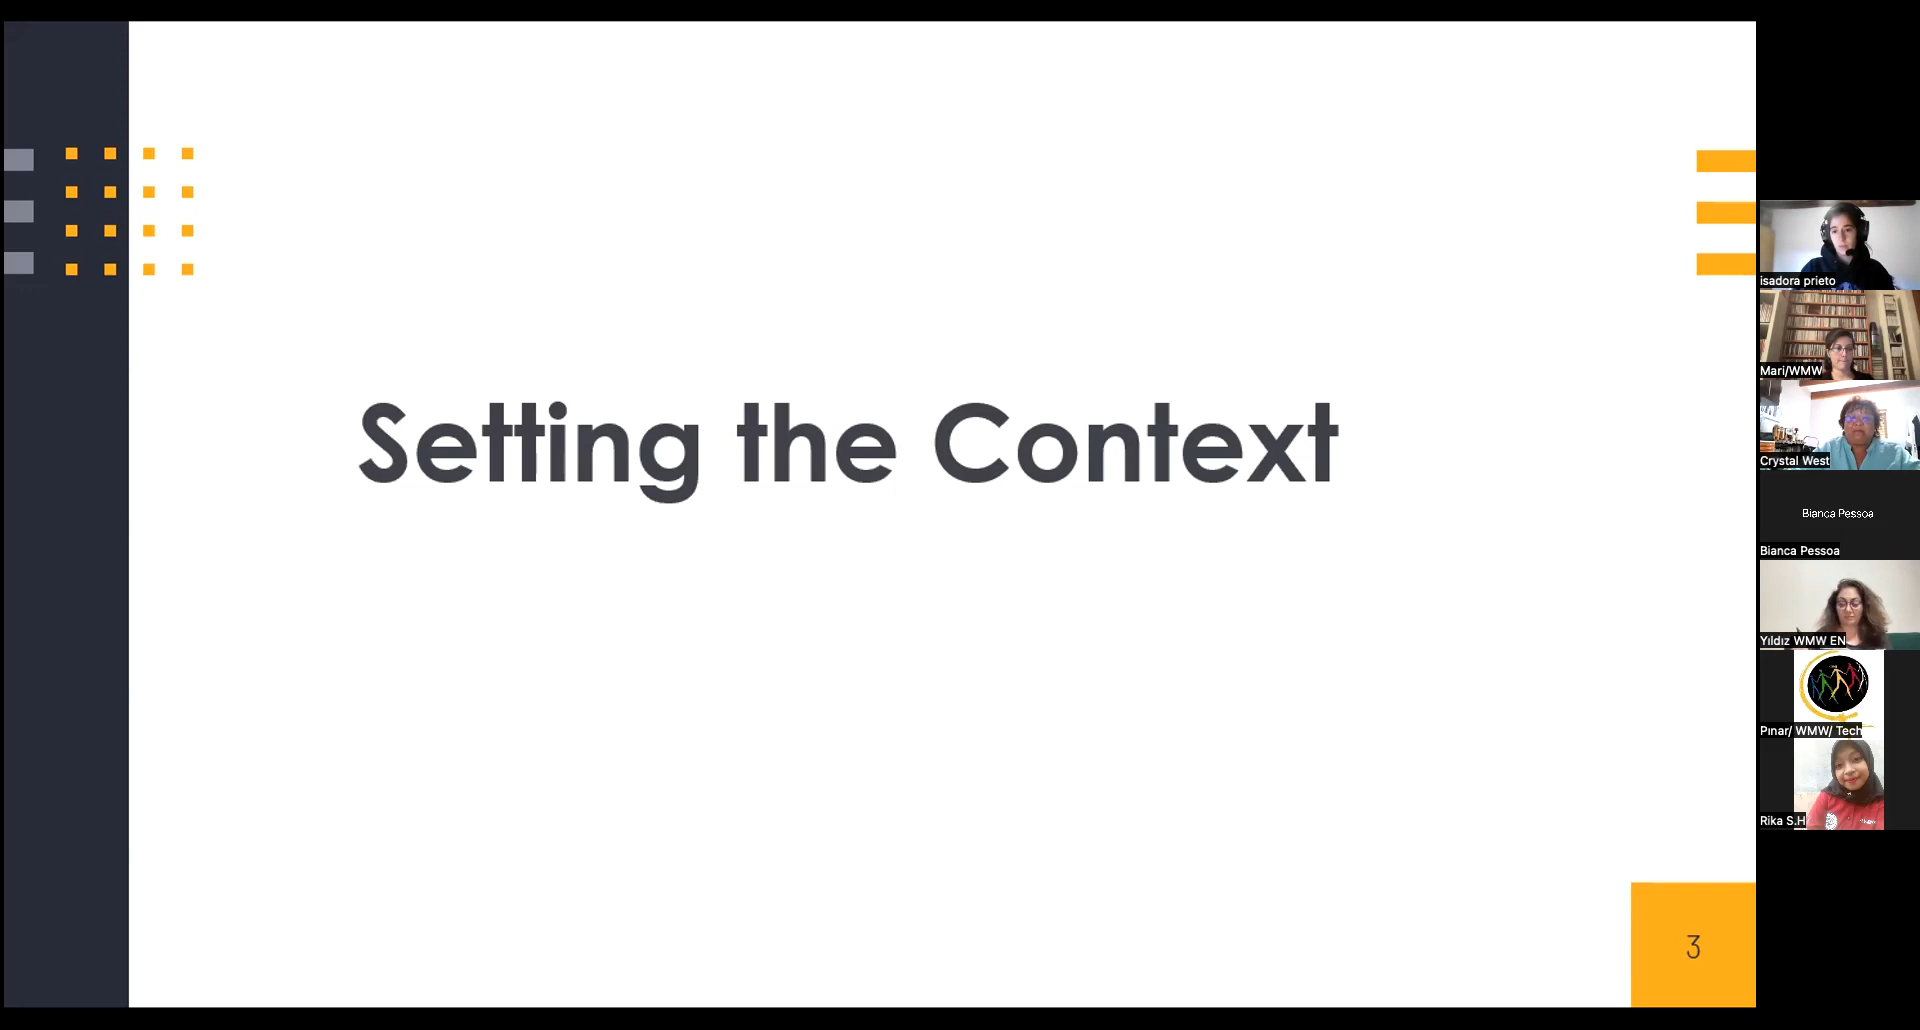 Setting the Context
3
isadora prieto
Mari/WMW
Crystal West
Bianca Pessoa
Bianca Pessoa
Yıldız WMW EN
Pınar/ WMW/ Tech
Rika S.H